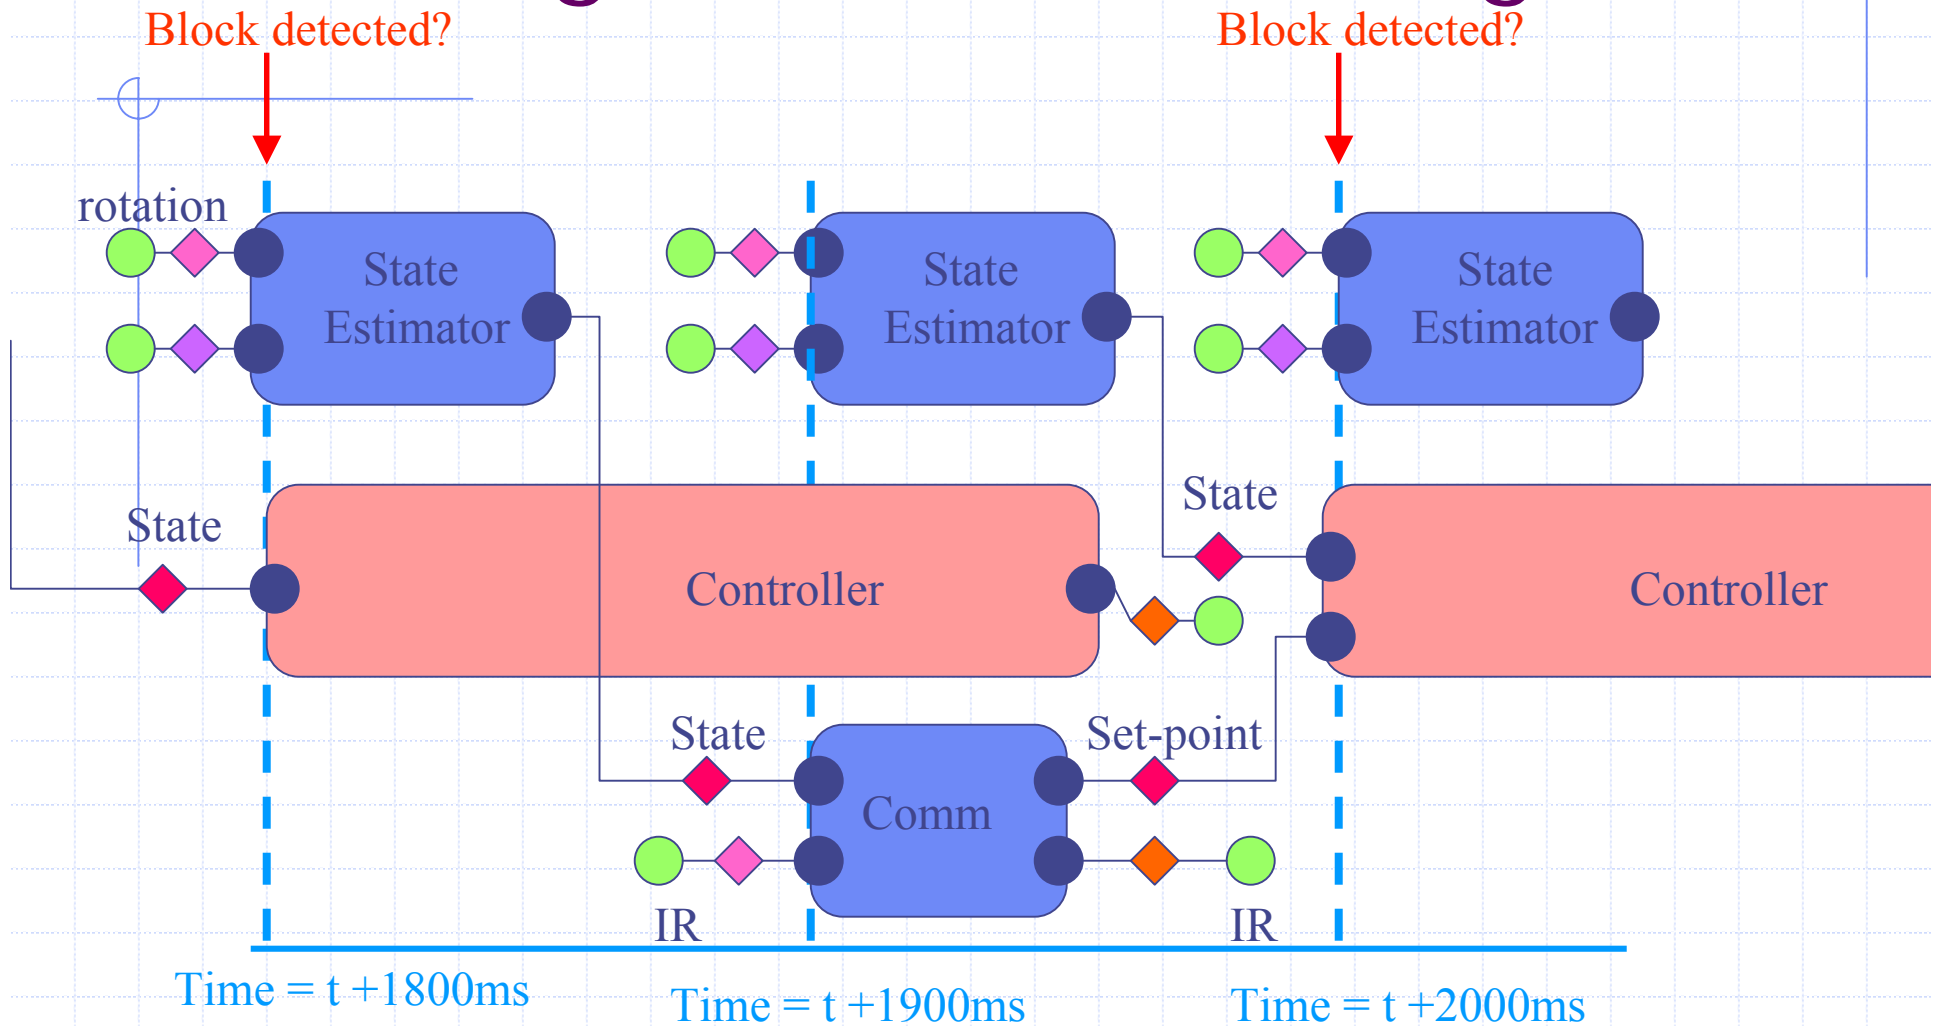 Block detected?
Block detected?
rotation
State
Estimator
State
Estimator
State
Estimator
State
State
Controller
Controller
State
Set-point
Comm
IR
IR
Time = t +1800ms
Time = t +1900ms
Time = t +2000ms